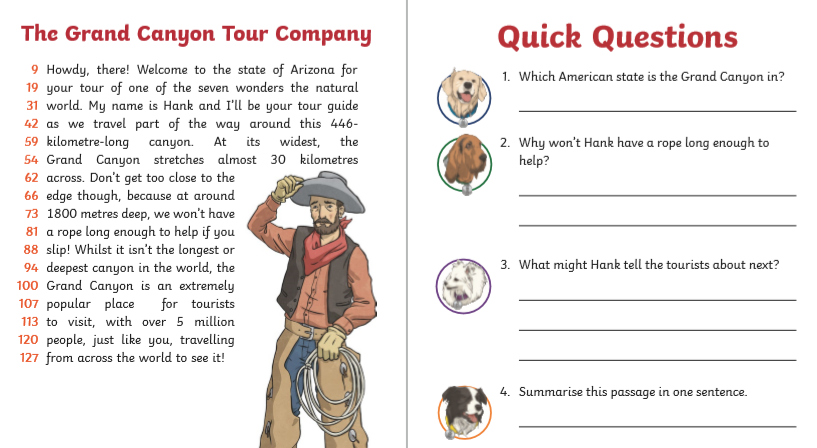 The Grand Canyon Tour Company
9 Howdy, there! Welcome to the state of Arizona for
19 your tour of one of the seven wonders the natural
31 world. My name is Hank and I'll be your tour guide
42 as we travel part of the way around this 446-
59 kilometre-long canyon. At its widest, the
54 Grand Canyon stretches almost 30 kilometres
62 across. Don't get too close to the
66 edge though, because at around
73 1800 metres deep, we won't have
81 a rope long enough to help if you
88 slip! Whilst it isn't the longest or
94 deepest canyon in the world, the
100 Grand Canyon is an extremely
107 popular place for tourists
113 to visit, with over 5 million
120 people, just like you, travelling
127 from across the world to see it!
Quick Questions
1. Which American state is the Grand Canyon in?
2. Why won't Hank have a rope long enough to
help?
3. What might Hank tell the tourists about next?
4. Summarise this passage in one sentence.